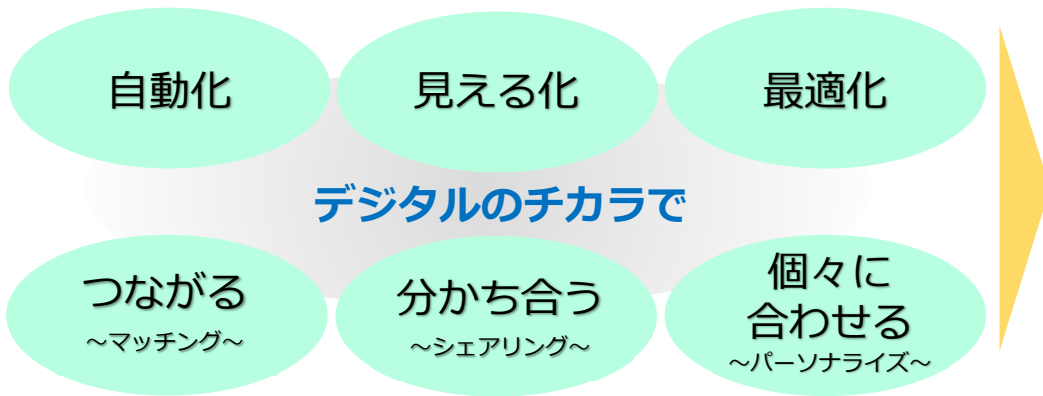 自動化
見える化
最適化
デジタルのチカラで
つながる
～マッチング～
分かち合う
～シェアリング～
個々に
合わせる
～パーソナライズ～